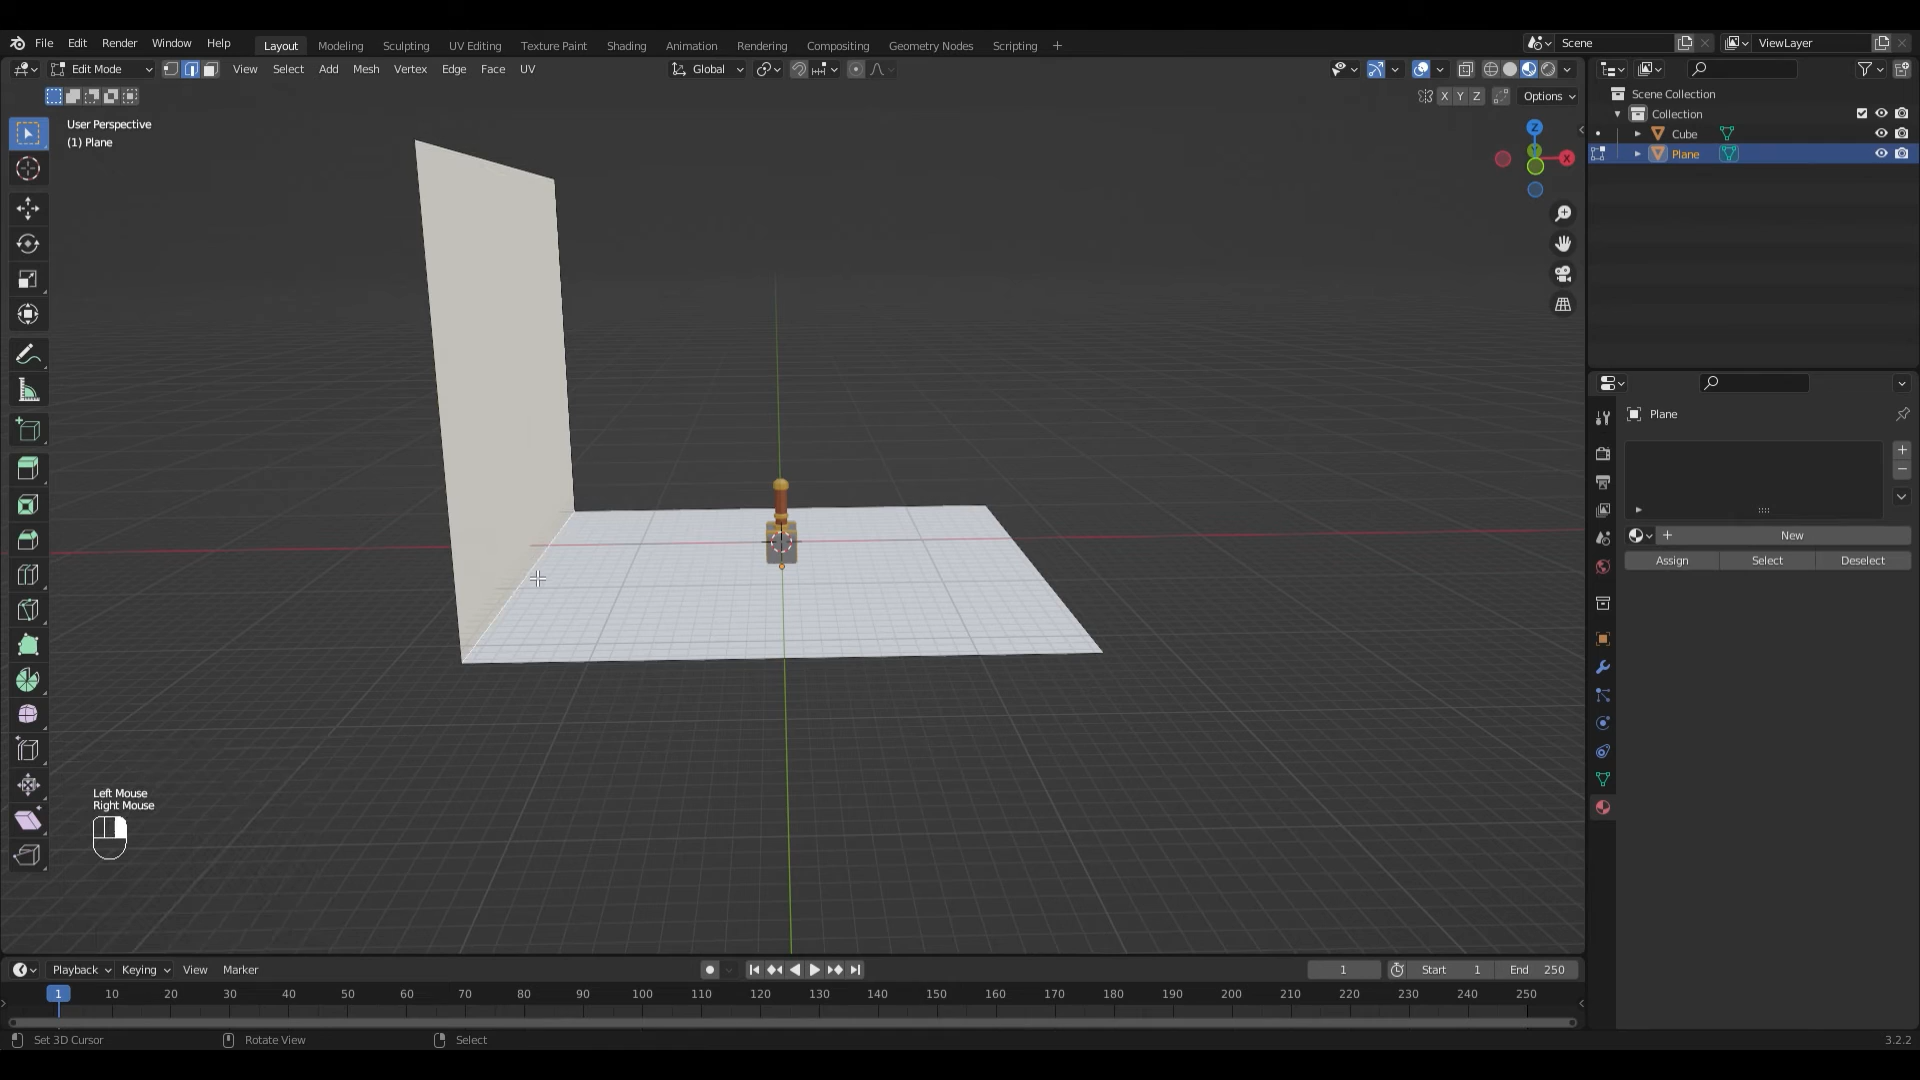 File Edit Render Window Help Layout Modeling Sculpting UV Editing Texture Paint Shading Animation Rendering Compositing Geometry Nodes Scripting + Scene ViewLayer
Edit Mode View Select Add Mesh Vertex Edge Face UV Global
X Y Z Options
User Perspective
(1) Plane
Z
X
Scene Collection
Collection
Cube
Plane
Plane
New
Assign Select Deselect
Left Mouse
Right Mouse
Playback Keying View Marker 1 Start 1 End 250
1 10 20 30 40 50 60 70 80 90 100 110 120 130 140 150 160 170 180 190 200 210 220 230 240 250
Set 3D Cursor Rotate View Select 3.2.2